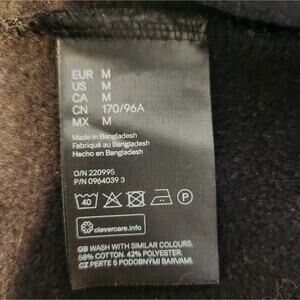 EUR M
US M
CA M
CN 170/96A
MX M
Made in Bangladesh
Fabriqué au Bangladesh
Hecho en Bangladesh
O/N 220995
P/N 0964039 3
40 P
clevercare.info
GB WASH WITH SIMILAR COLOURS.
58% COTTON. 42% POLYESTER.
CZ PERTE S PODOBNÝMI BARVAMI.